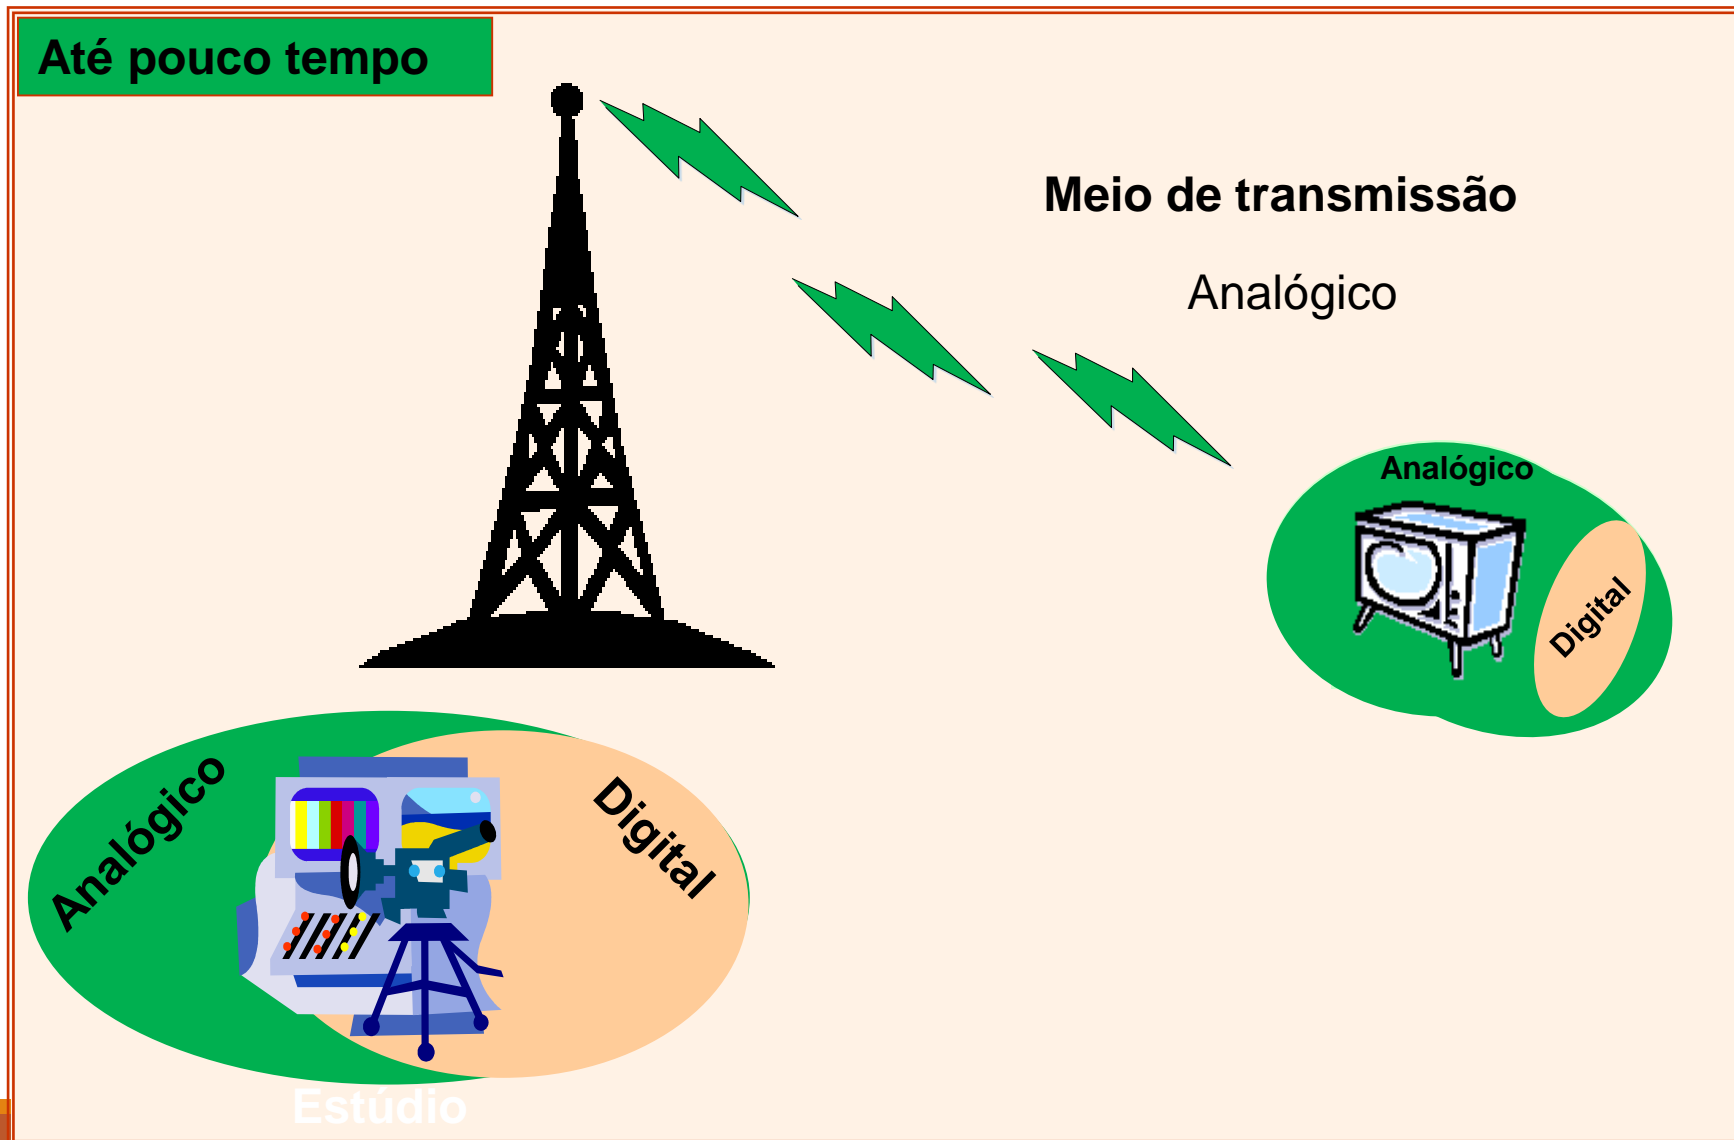 Até pouco tempo
Meio de transmissão
Analógico
Analógico
Digital
Analógico
Digital
Estúdio